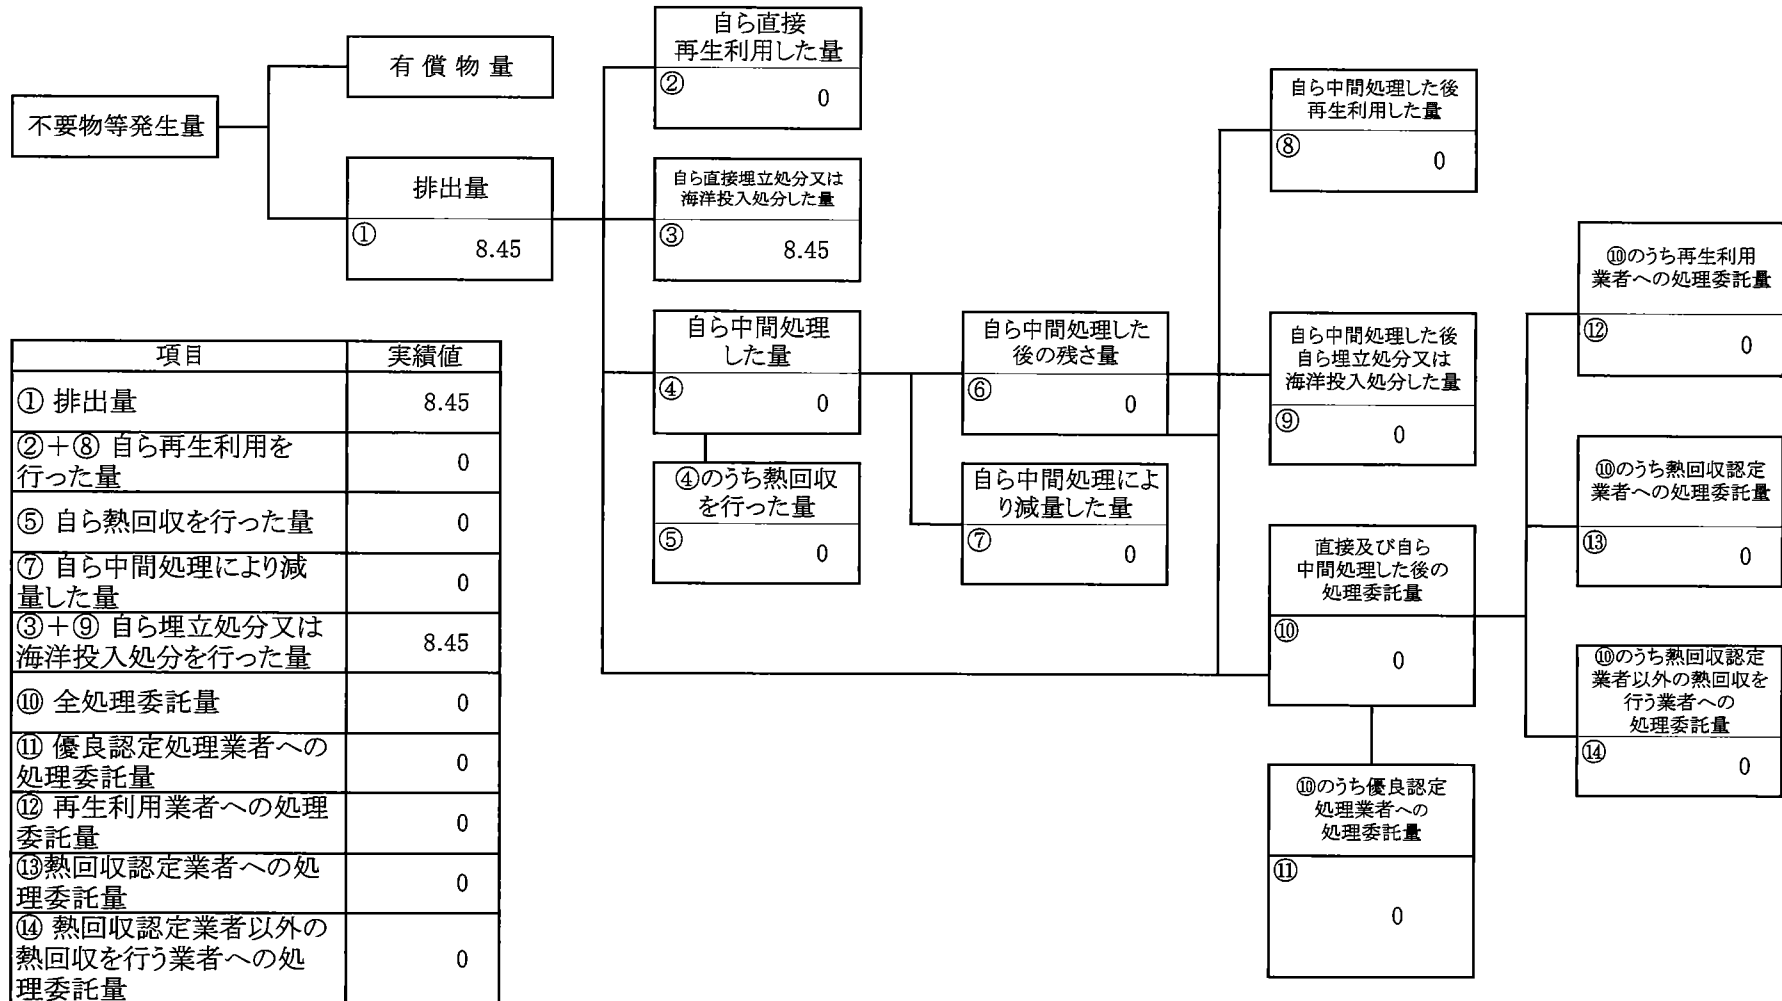 不要物等発生量
有償物量
排出量
①
8.45
自ら直接
再生利用した量
②
0
自ら直接埋立処分又は
海洋投入処分した量
③
8.45
自ら中間処理
した量
④
0
④のうち熱回収
を行った量
⑤
0
自ら中間処理した
後の残さ量
⑥
0
自ら中間処理によ
り減量した量
⑦
0
自ら中間処理した後
再生利用した量
⑧
0
自ら中間処理した後
自ら埋立処分又は
海洋投入処分した量
⑨
0
直接及び自ら
中間処理した後の
処理委託量
⑩
0
⑩のうち優良認定
処理業者への
処理委託量
⑪
0
⑩のうち再生利用
業者への処理委託量
⑫
0
⑩のうち熱回収認定
業者への処理委託量
⑬
0
⑩のうち熱回収認定
業者以外の熱回収を
行う業者への
処理委託量
⑭
0
項目 実績値
① 排出量 8.45
②+⑧ 自ら再生利用を
行った量 0
⑤ 自ら熱回収を行った量 0
⑦ 自ら中間処理により減
量した量 0
③+⑨ 自ら埋立処分又は
海洋投入処分を行った量 8.45
⑩ 全処理委託量 0
⑪ 優良認定処理業者への
処理委託量 0
⑫ 再生利用業者への処理
委託量 0
⑬熱回収認定業者への処
理委託量 0
⑭ 熱回収認定業者以外の
熱回収を行う業者への処
理委託量 0